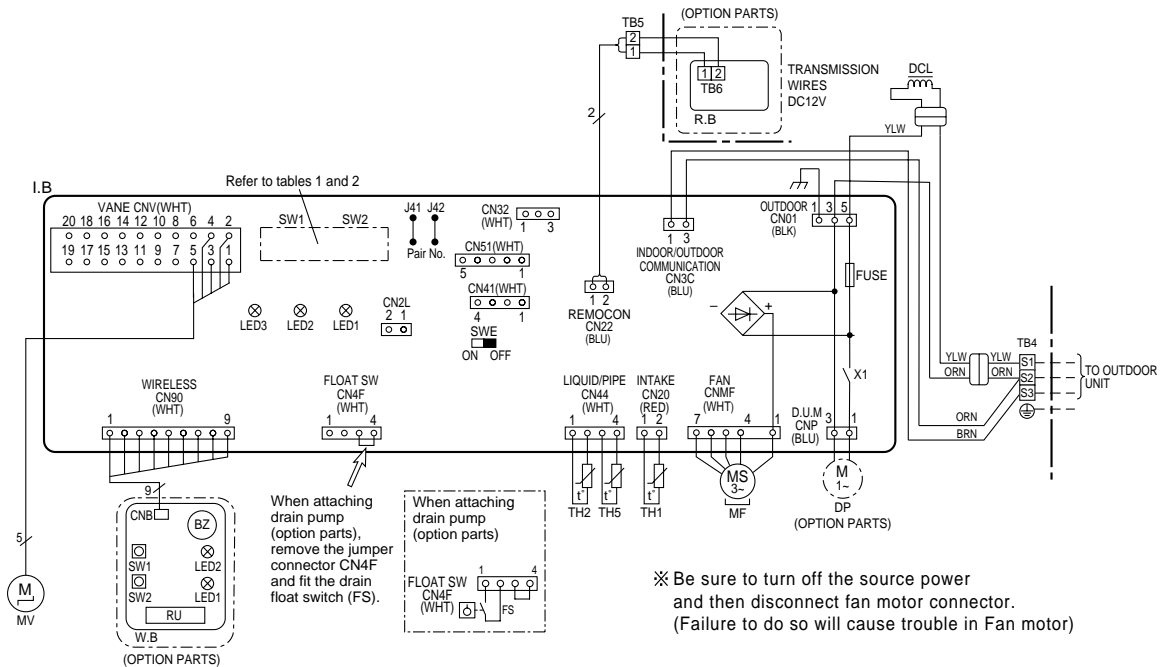 (OPTION PARTS)
TB5
2
1
1 2
TB6
R.B
TRANSMISSION
WIRES
DC12V
DCL
YLW
2
I.B
Refer to tables 1 and 2
VANE CNV(WHT)
20 18 16 14 12 10 8 6 4 2
19 17 15 13 11 9 7 5 3 1
SW1 SW2
J41 J42
Pair No.
CN32
(WHT)
1 3
CN51(WHT)
5 1
CN41(WHT)
4 1
SWE
ON OFF
CN2L
2 1
LED3 LED2 LED1
1 2
REMOCON
CN22
(BLU)
1 3
INDOOR/OUTDOOR
COMMUNICATION
CN3C
(BLU)
OUTDOOR
CN01
(BLK)
1 3 5
FUSE
− +
X1
TB4
YLW YLW S1
ORN ORN S2
S3
TO OUTDOOR
UNIT
ORN
BRN
WIRELESS
CN90
(WHT)
1 9
FLOAT SW
CN4F
(WHT)
1 4
LIQUID/PIPE
CN44
(WHT)
1 4
INTAKE
CN20
(RED)
1 2
FAN
CNMF
(WHT)
7 4 1
D.U.M
CNP
(BLU)
3 1
t° t° t°
TH2 TH5 TH1
MS
3~
MF
M
1~
DP
(OPTION PARTS)
5
M
MV
9
CNB
BZ
SW1
SW2
LED2
LED1
RU
W.B
(OPTION PARTS)
When attaching
drain pump
(option parts),
remove the jumper
connector CN4F
and fit the drain
float switch (FS).
When attaching
drain pump
(option parts)
1 4
FLOAT SW
CN4F
(WHT)
FS
※ Be sure to turn off the source power
and then disconnect fan motor connector.
(Failure to do so will cause trouble in Fan motor)